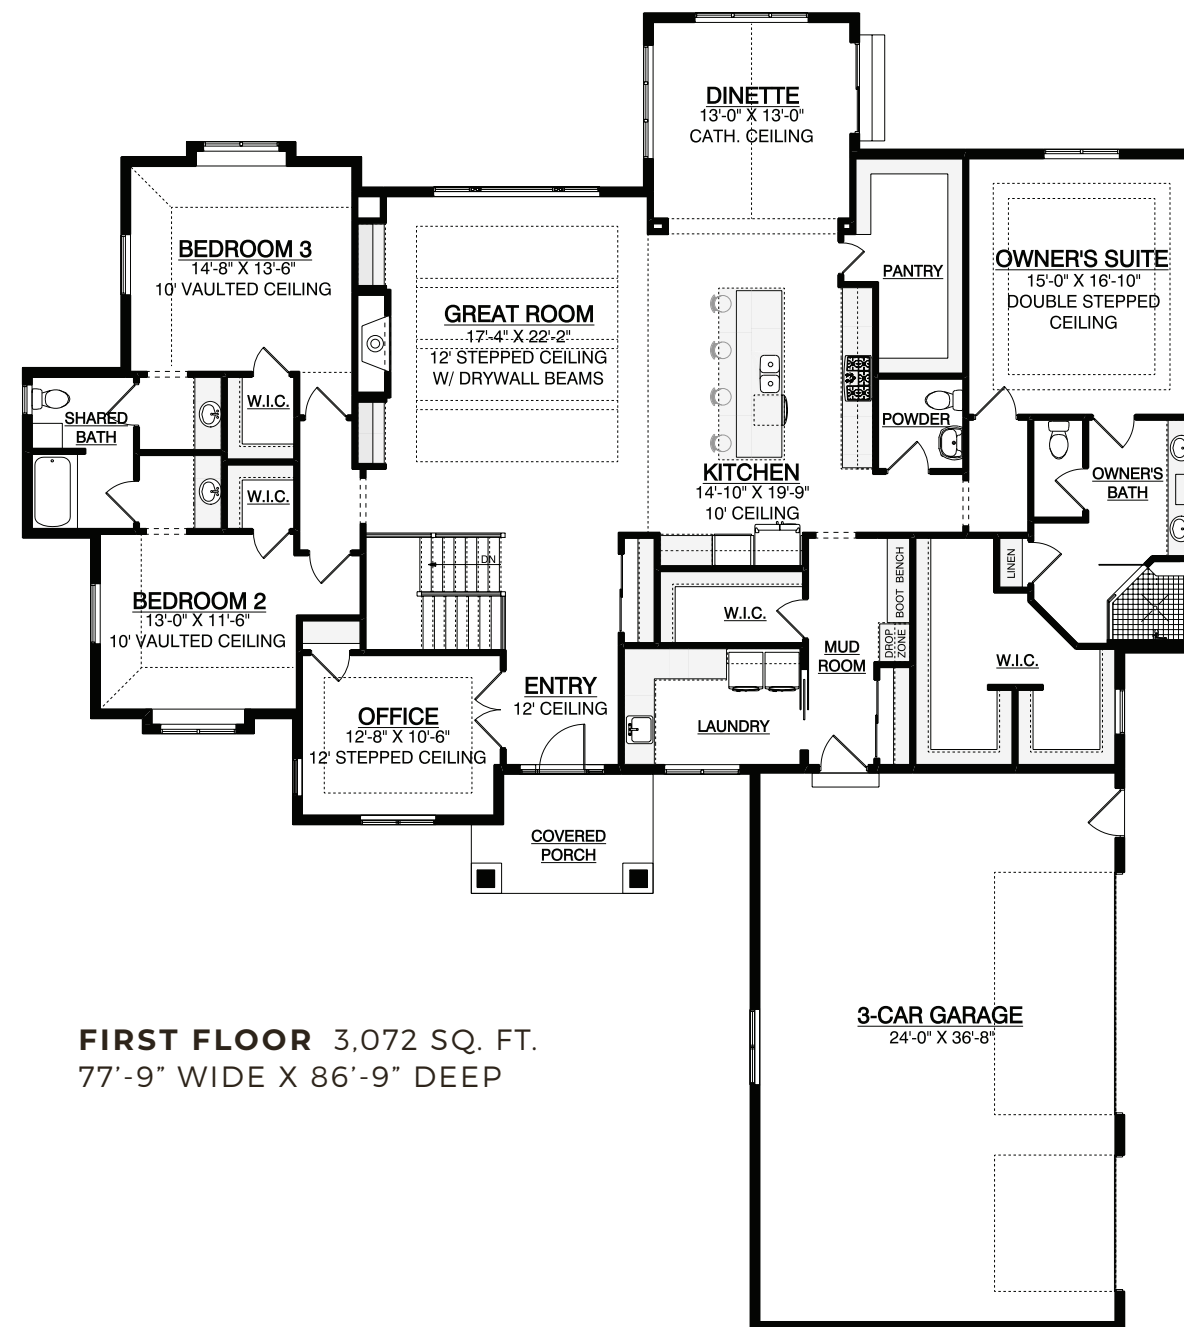 DINETTE
13'-0" X 13'-0"
CATH. CEILING
BEDROOM 3
14'-8" X 13'-6"
10' VAULTED CEILING
GREAT ROOM
17'-4" X 22'-2"
12' STEPPED CEILING
W/ DRYWALL BEAMS
PANTRY
OWNER'S SUITE
15'-0" X 16'-10"
DOUBLE STEPPED
CEILING
W.I.C.
SHARED
BATH
POWDER
KITCHEN
14'-10" X 19'-9"
10' CEILING
OWNER'S
BATH
W.I.C.
DN
LINEN
BOOT BENCH
BEDROOM 2
13'-0" X 11'-6"
10' VAULTED CEILING
W.I.C.
DROP
ZONE
MUD
ROOM
W.I.C.
ENTRY
12' CEILING
OFFICE
12'-8" X 10'-6"
12' STEPPED CEILING
LAUNDRY
COVERED
PORCH
3-CAR GARAGE
24'-0" X 36'-8"
FIRST FLOOR 3,072 SQ. FT.
77'-9” WIDE X 86'-9” DEEP